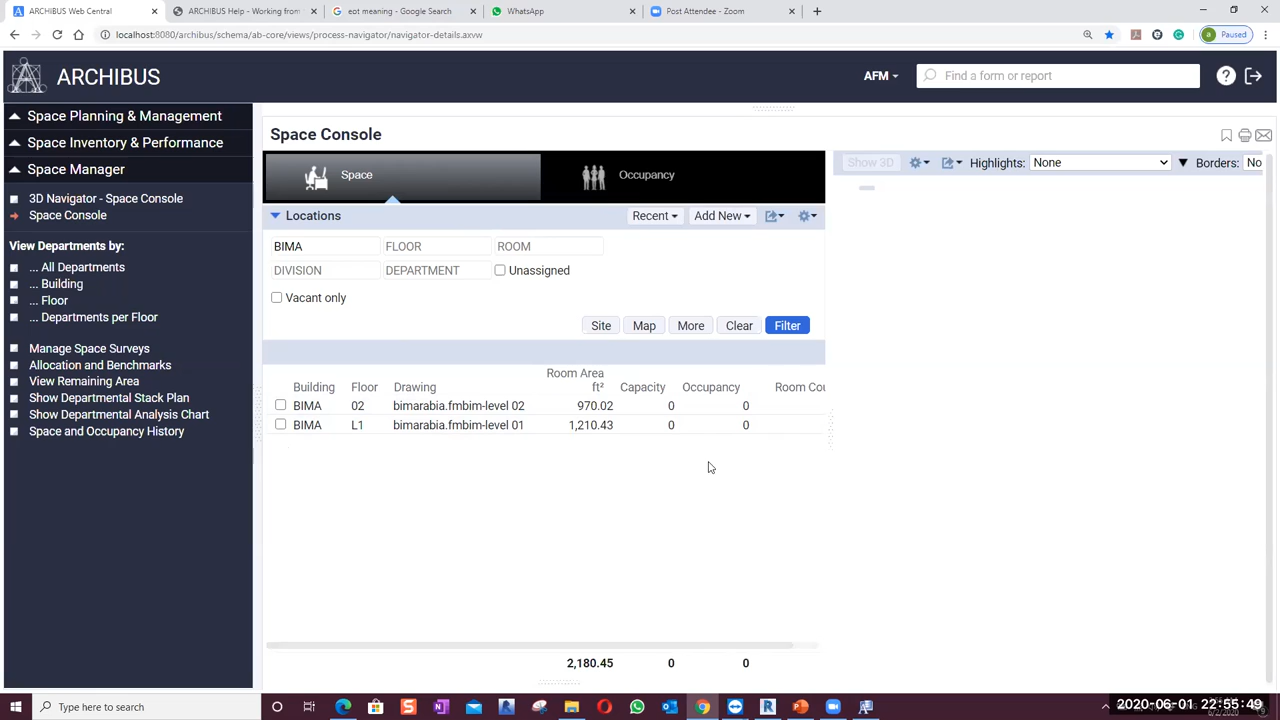 ARCHIBUS Web Central
ARCHIBUS Help - Working from
eot meaning - Google Search
WhatsApp
Post Attendee - Zoom
localhost:8080/archibus/schema/ab-core/views/process-navigator/navigator-details.axvw
a Paused
ARCHIBUS
AFM
Find a form or report
Space Planning & Management
Space Inventory & Performance
Space Manager
3D Navigator - Space Console
Space Console
View Departments by:
... All Departments
... Building
... Floor
... Departments per Floor
Manage Space Surveys
Allocation and Benchmarks
View Remaining Area
Show Departmental Stack Plan
Show Departmental Analysis Chart
Space and Occupancy History
Space Console
Space
Occupancy
Locations
Recent
Add New
BIMA FLOOR ROOM
DIVISION DEPARTMENT Unassigned
Vacant only
Site Map More Clear Filter
Room Area
Building Floor Drawing ft² Capacity Occupancy Room Cou
BIMA 02 bimarabia.fmbim-level 02 970.02 0 0
BIMA L1 bimarabia.fmbim-level 01 1,210.43 0 0
2,180.45 0 0
Show 3D Highlights: None Borders: No
Type here to search
2020-06-01 22:55:49
6/2/2020